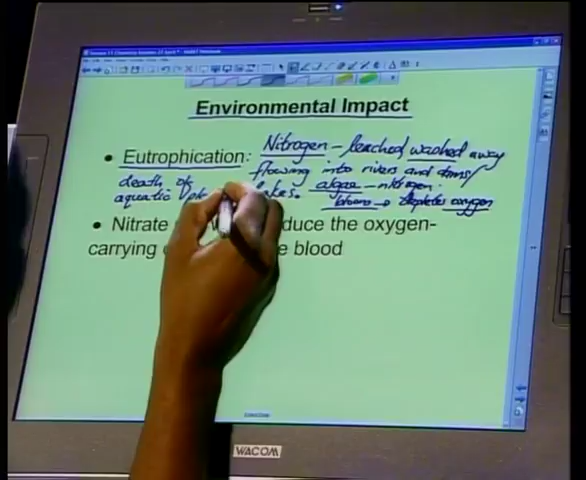 Environmental Impact
• Eutrophication: Nitrogen - leached washed away
flowing into rivers and dams/
lakes. algae - nitrogen.
blooms → depletes oxygen
death of
aquatic
• Nitrate duce the oxygen-
carrying e blood
WACOM